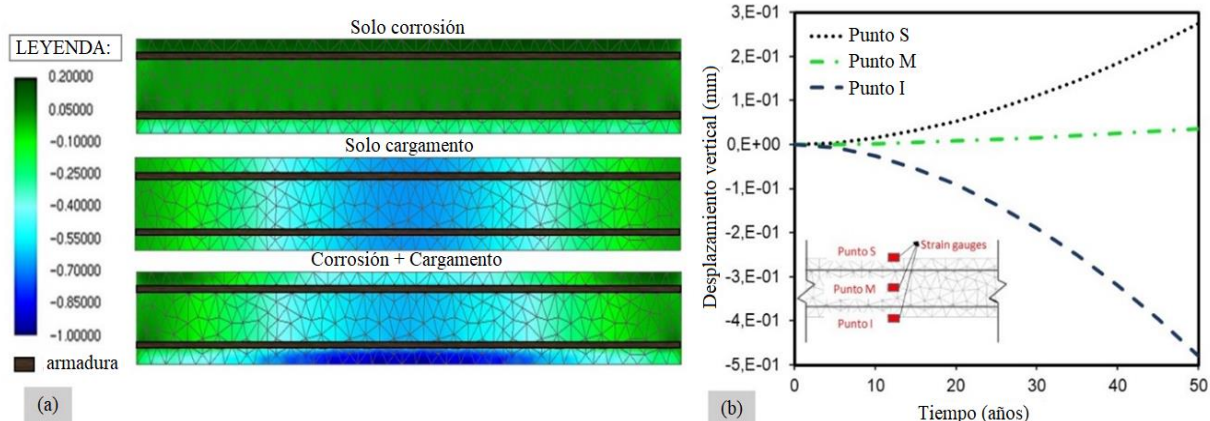 Solo corrosión
LEYENDA:
0.20000
0.05000
-0.10000
-0.25000
-0.40000
-0.55000
-0.70000
-0.85000
-1.00000
armadura
Solo cargamento
Corrosión + Cargamento
(a)
Desplazamiento vertical (mm)
3,E-01
2,E-01
1,E-01
0,E+00
-1,E-01
-2,E-01
-3,E-01
-4,E-01
-5,E-01
Punto S
Punto M
Punto I
Punto S
Strain gauges
Punto M
Punto I
0
10
20
30
40
50
Tiempo (años)
(b)